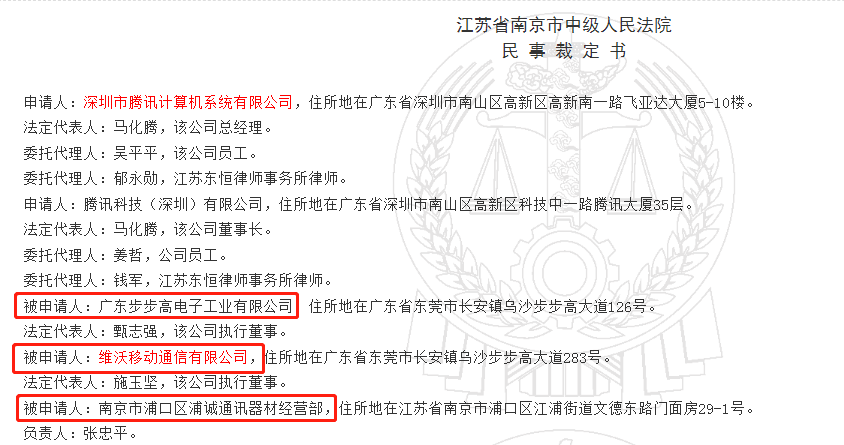 江苏省南京市中级人民法院
民 事 裁 定 书
申请人：深圳市腾讯计算机系统有限公司，住所地在广东省深圳市南山区高新区高新南一路飞亚达大厦5-10楼。
法定代表人：马化腾，该公司总经理。
委托代理人：吴平平，该公司员工。
委托代理人：郁永勋，江苏东恒律师事务所律师。
申请人：腾讯科技（深圳）有限公司，住所地在广东省深圳市南山区高新区科技中一路腾讯大厦35层。
法定代表人：马化腾，该公司董事长。
委托代理人：姜哲，公司员工。
委托代理人：钱军，江苏东恒律师事务所律师。
被申请人：广东步步高电子工业有限公司 住所地在广东省东莞市长安镇乌沙步步高大道126号。
法定代表人：甄志强，该公司执行董事。
被申请人：维沃移动通信有限公司，住所地在广东省东莞市长安镇乌沙步步高大道283号。
法定代表人：施玉坚，该公司执行董事。
被申请人：南京市浦口区浦诚通讯器材经营部，住所地在江苏省南京市浦口区江浦街道文德东路门面房29-1号。
负责人：张忠平。